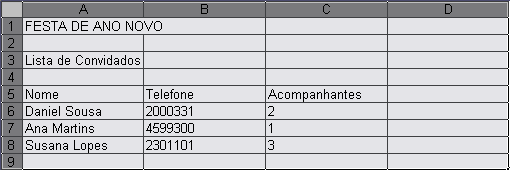 A B C D
1 FESTA DE ANO NOVO
2
3 Lista de Convidados
4
5 Nome Telefone Acompanhantes
6 Daniel Sousa 2000331 2
7 Ana Martins 4599300 1
8 Susana Lopes 2301101 3
9